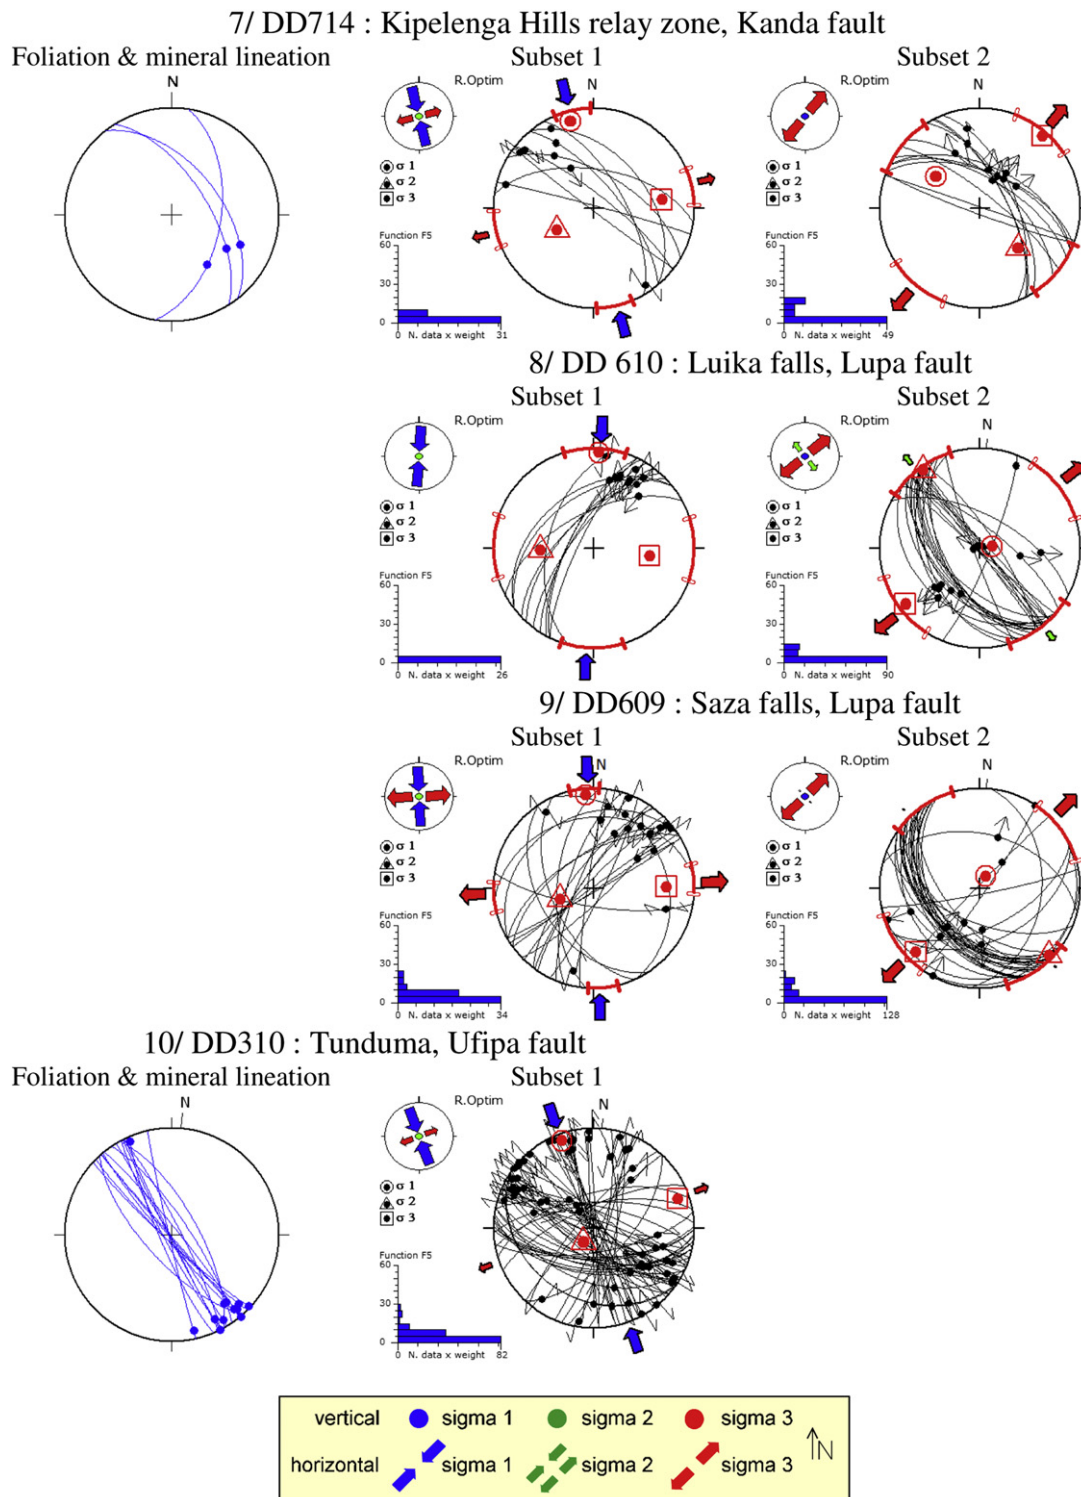 7/ DD714 : Kipelenga Hills relay zone, Kanda fault
Foliation & mineral lineation
Subset 1
Subset 2
N
R.Optim
N
R.Optim
N
σ 1
σ 2
σ 3
σ 1
σ 2
σ 3
Function F5
60
30
0
0 N. data x weight 31
Function F5
60
30
0
0 N. data x weight 49
8/ DD 610 : Luika falls, Lupa fault
Subset 1
Subset 2
R.Optim
N
R.Optim
N
σ 1
σ 2
σ 3
σ 1
σ 2
σ 3
Function F5
60
30
0
0 N. data x weight 26
Function F5
60
30
0
0 N. data x weight 90
9/ DD609 : Saza falls, Lupa fault
Subset 1
Subset 2
R.Optim
N
R.Optim
N
σ 1
σ 2
σ 3
σ 1
σ 2
σ 3
Function F5
60
30
0
0 N. data x weight 34
Function F5
60
30
0
0 N. data x weight 128
10/ DD310 : Tunduma, Ufipa fault
Foliation & mineral lineation
Subset 1
N
R.Optim
N
σ 1
σ 2
σ 3
Function F5
60
30
0
0 N. data x weight 82
vertical sigma 1 sigma 2 sigma 3
horizontal sigma 1 sigma 2 sigma 3 N